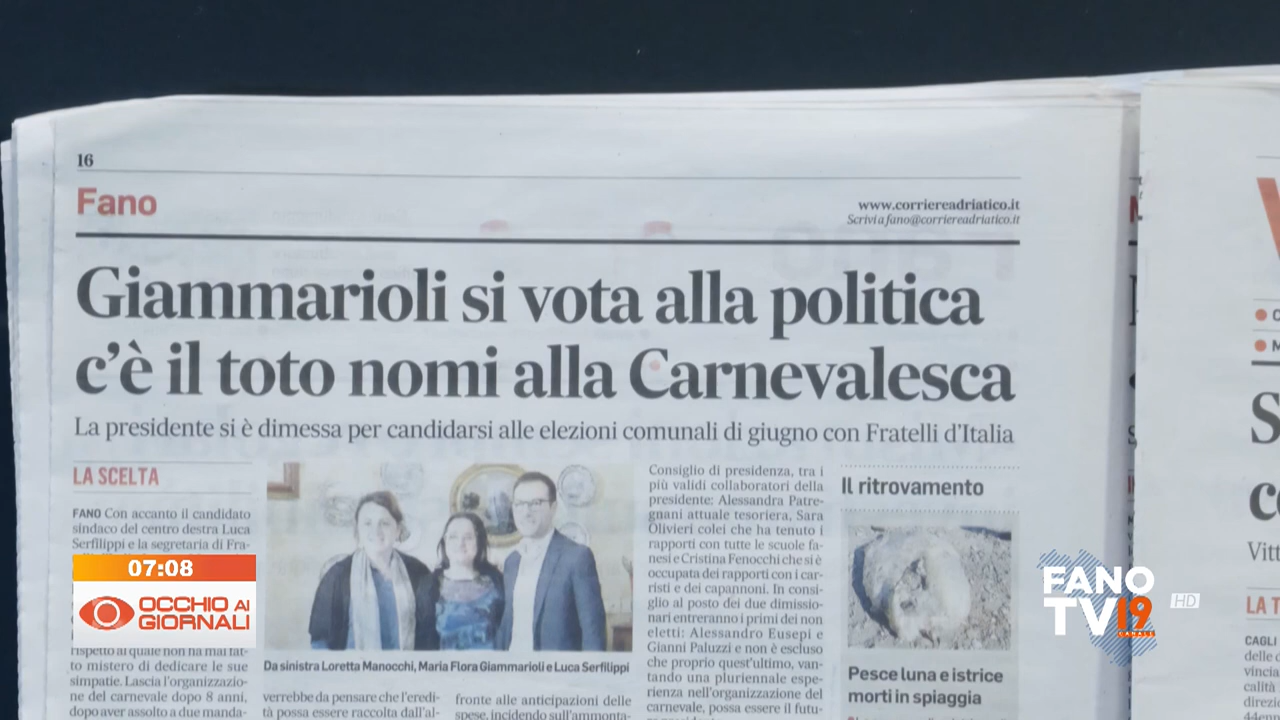 16
Fano
www.corriereadriatico.it
Scrivi a fano@corriereadriatico.it
Giammarioli si vota alla politica
c'è il toto nomi alla Carnevalesca
La presidente si è dimessa per candidarsi alle elezioni comunali di giugno con Fratelli d'Italia
LA SCELTA
FANO Con accanto il candidato
sindaco del centro destra Luca
Serfilippi e la segretaria di Fra-
07:08
OCCHIO AI
GIORNALI
rispetto al quale non ha mai fat-
to mistero di dedicare le sue
simpatie. Lascia l'organizzazio-
ne del carnevale dopo 8 anni,
dopo aver assolto a due manda-
Da sinistra Loretta Manocchi, Maria Flora Giammarioli e Luca Serfilippi
verrebbe da pensare che l'eredi-
tà possa essere raccolta dall'al-
fronte alle anticipazioni delle
spese, incidendo sull'ammonta-
Consiglio di presidenza, tra i
più validi collaboratori della
presidente: Alessandra Patre-
gnani attuale tesoriera, Sara
Olivieri colei che ha tenuto i
rapporti con tutte le scuole fa-
nesi e Cristina Fenocchi che si è
occupata dei rapporti con i car-
risti e dei capannoni. In consi-
glio al posto dei due dimissio-
nari entreranno i primi dei non
eletti: Alessandro Eusepi e
Gianni Paluzzi e non è escluso
che proprio quest'ultimo, van-
tando una pluriennale espe-
rienza nell'organizzazione del
carnevale, possa essere il futu-
Il ritrovamento
Pesce luna e istrice
morti in spiaggia
S
c
Vitt
LA T
CAGL
delle
vincia
calità
direzi
FANO
TV19
CANALE
HD